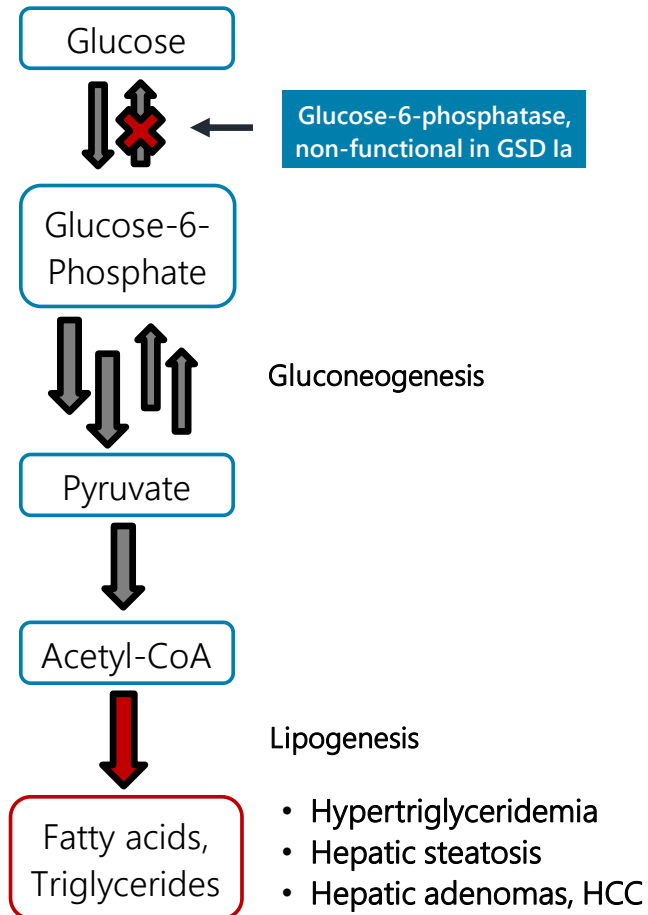 Glucose
Glucose-6-phosphatase,
non-functional in GSD Ia
Glucose-6-
Phosphate
Gluconeogenesis
Pyruvate
Acetyl-CoA
Lipogenesis
Fatty acids,
Triglycerides
• Hypertriglyceridemia
• Hepatic steatosis
• Hepatic adenomas, HCC